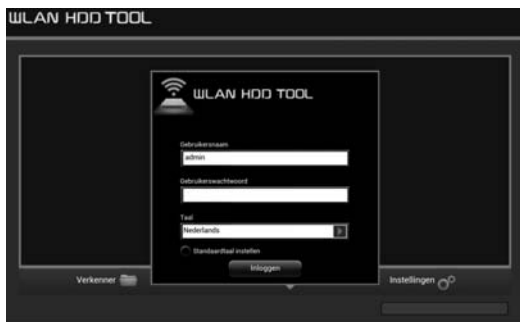 WLAN HDD TOOL
WLAN HDD TOOL
Gebruikersnaam
admin
Gebruikerswachtwoord
Taal
Nederlands
Standaardtaal instellen
Inloggen
Verkenner
Instellingen